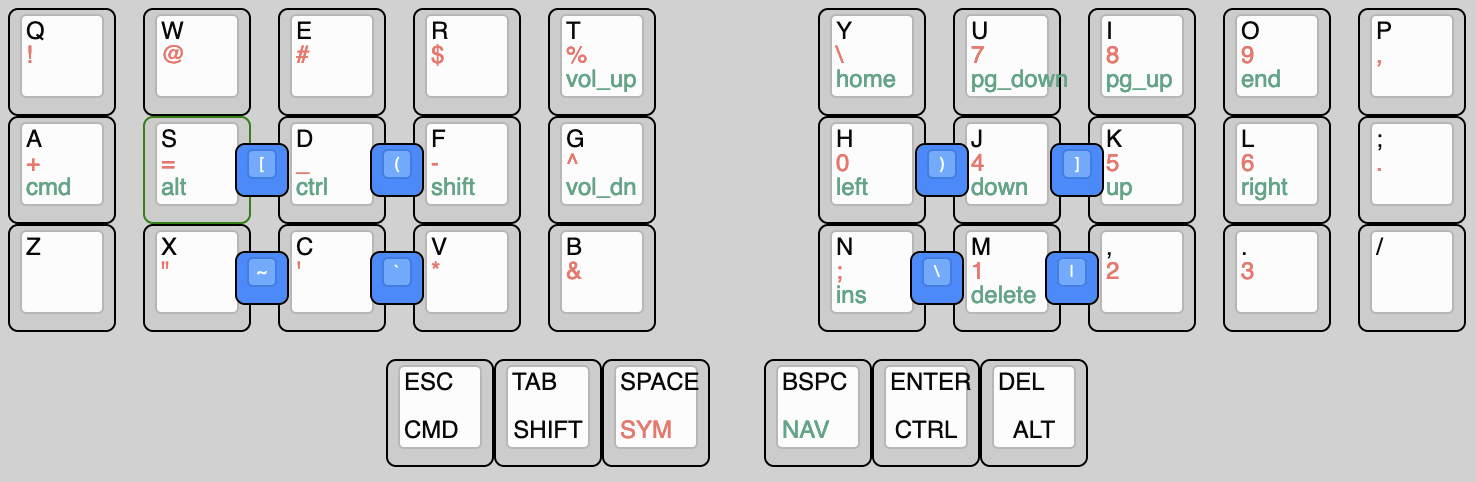 Q W E R T Y U I O P
! @ # $ % \ 7 8 9 ,
vol_up home pg_down pg_up end
A S D F G H J K L ;
+ = [ _ ( - ^ 0 ) 4 ] 5 6 .
cmd alt ctrl shift vol_dn left down up right
Z X C V B N M , . /
" ~ ' ` * & ; \ 1 | 2 3
ins delete
ESC TAB SPACE BSPC ENTER DEL
CMD SHIFT SYM NAV CTRL ALT